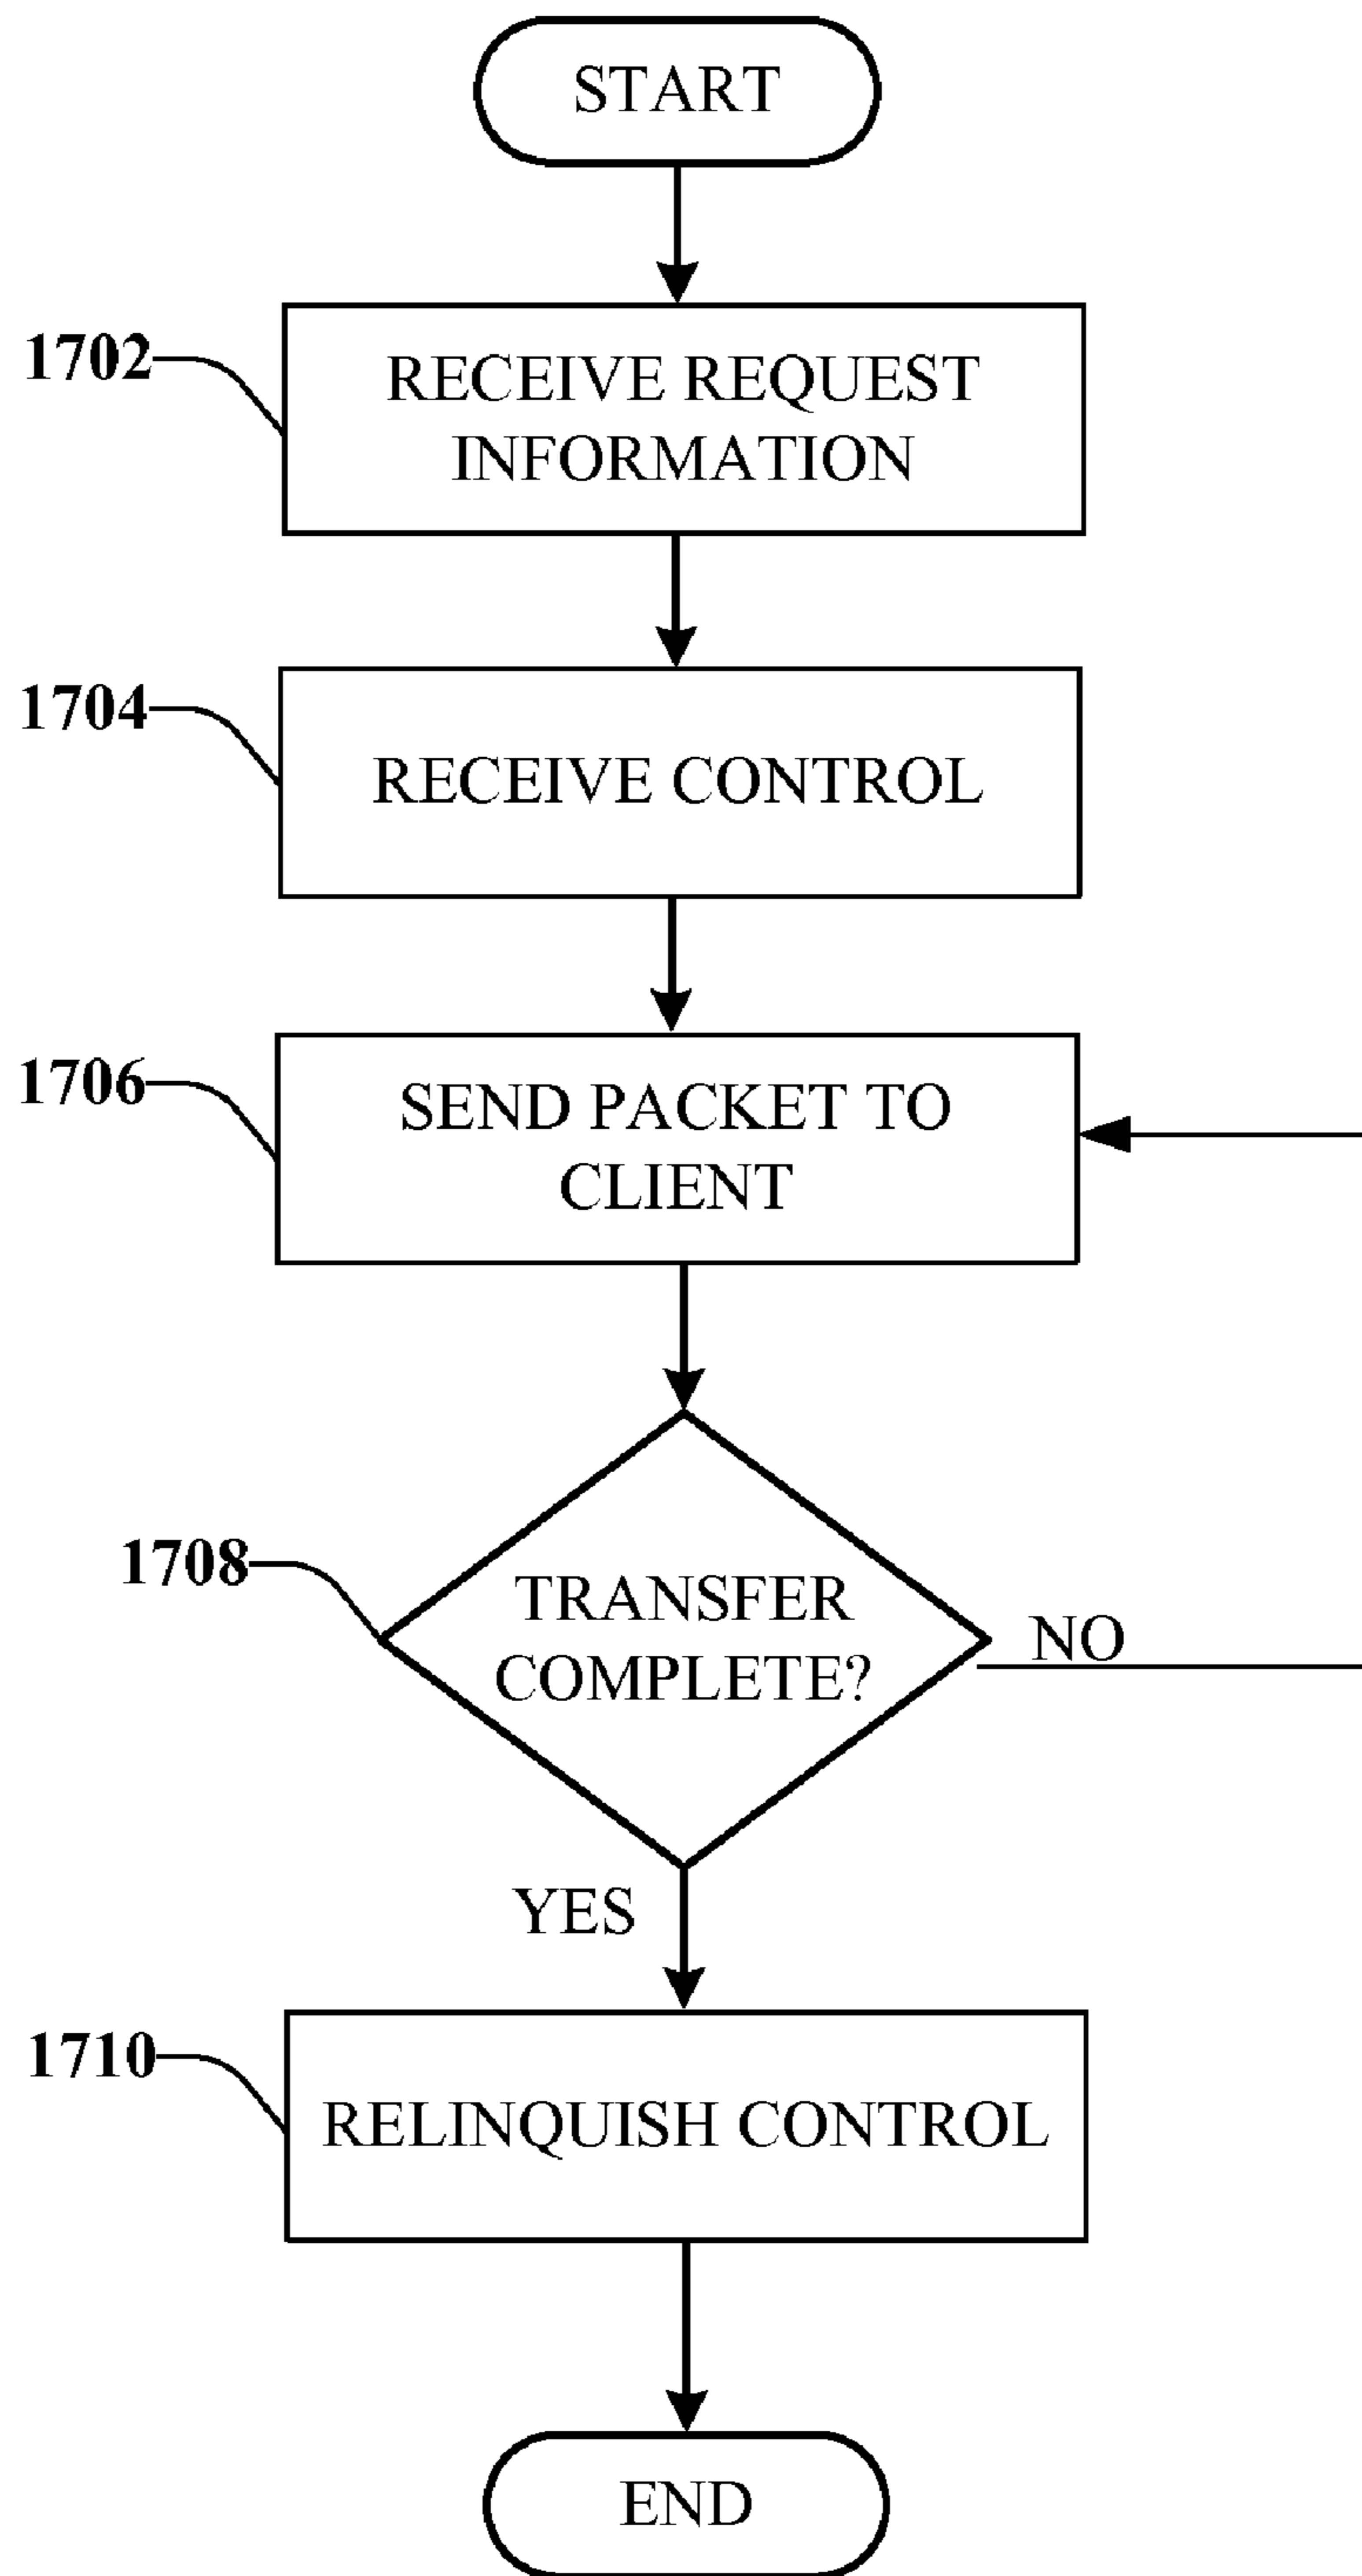 START
1702
RECEIVE REQUEST
INFORMATION
1704
RECEIVE CONTROL
1706
SEND PACKET TO
CLIENT
1708
TRANSFER
COMPLETE?
NO
YES
1710
RELINQUISH CONTROL
END